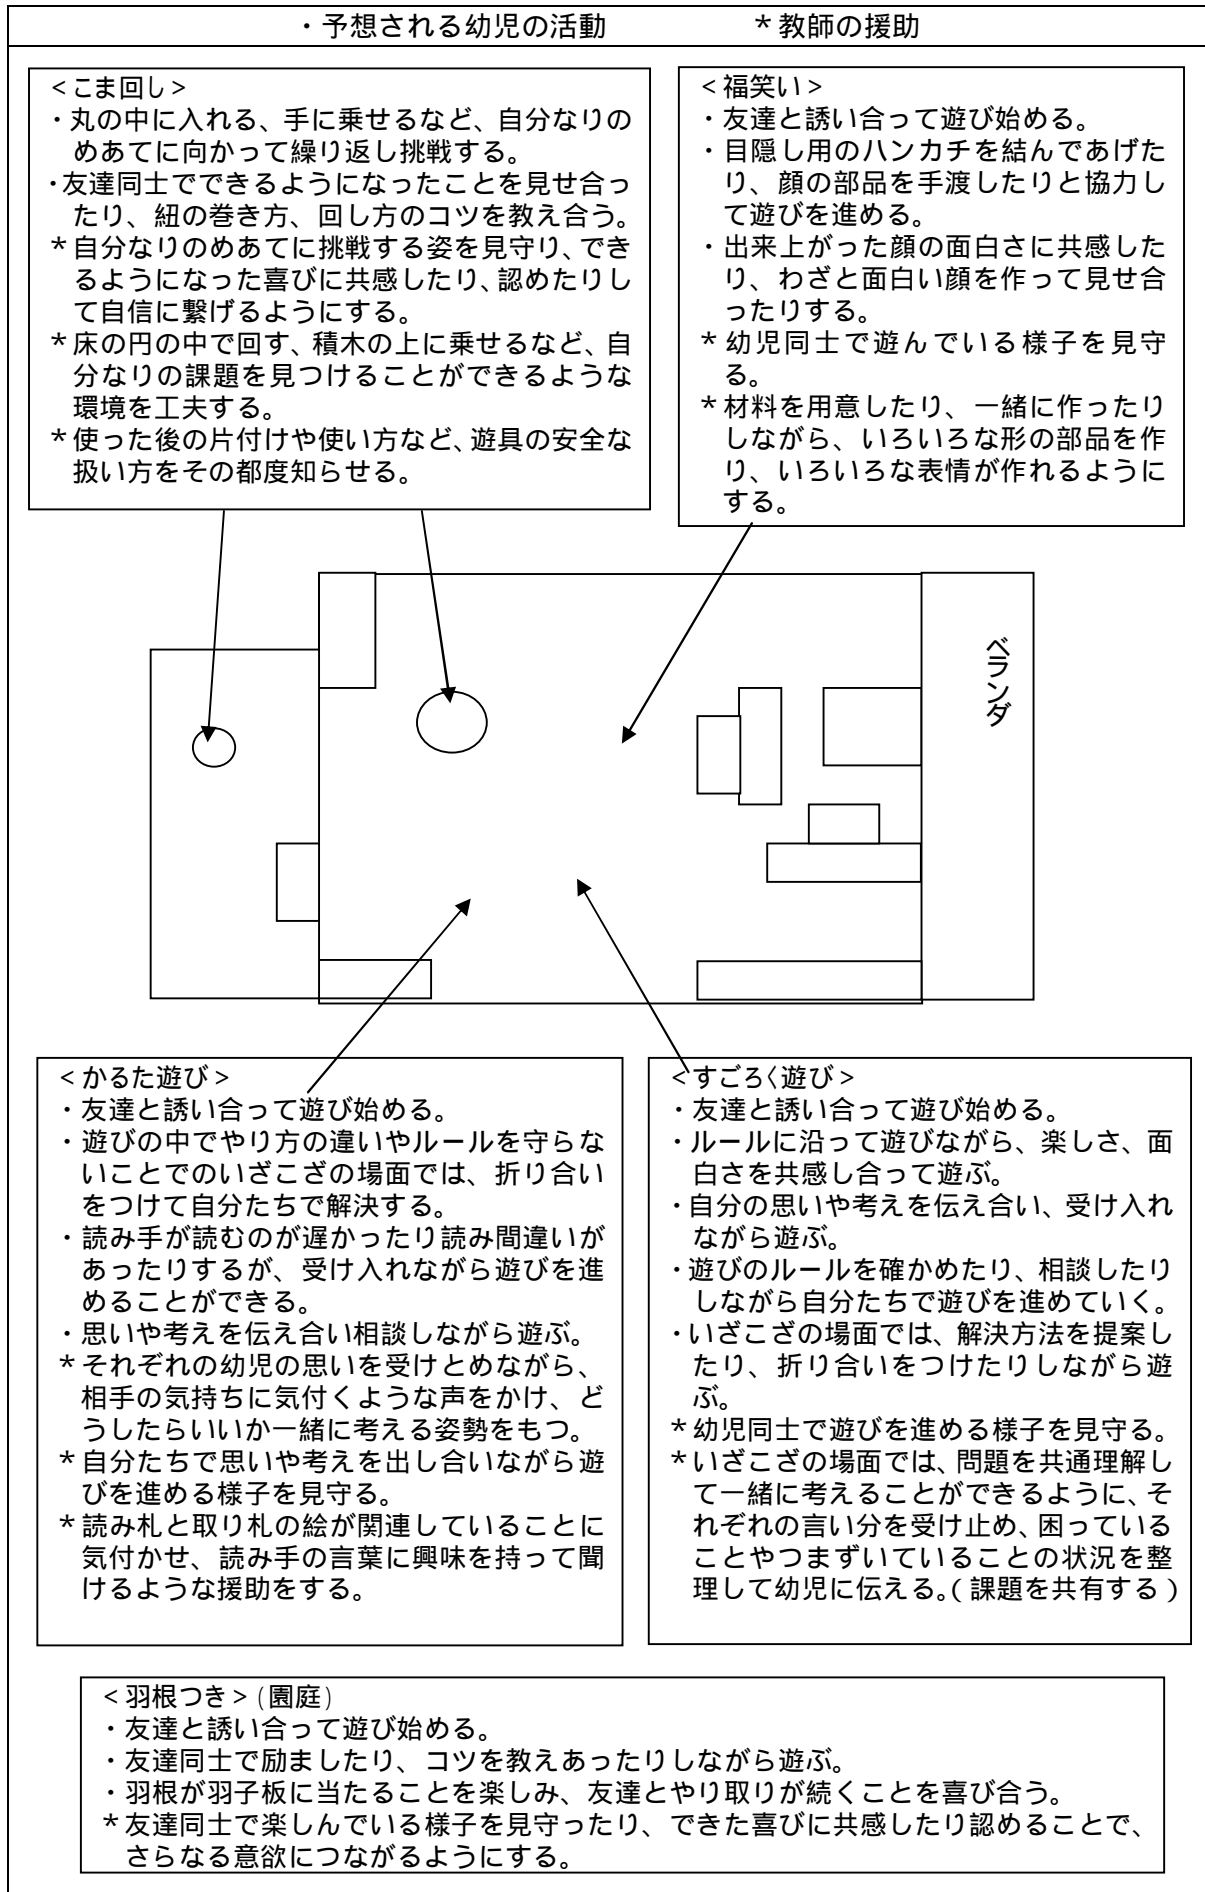 ・予想される幼児の活動　＊教師の援助
＜こま回し＞
・丸の中に入れる、手に乗せるなど、自分なりの
めあてに向かって繰り返し挑戦する。
・友達同士でできるようになったことを見せ合っ
たり、紐の巻き方、回し方のコツを教え合う。
＊自分なりのめあてに挑戦する姿を見守り、でき
るようになった喜びに共感したり、認めたりし
て自信に繋げるようにする。
＊床の円の中で回す、積木の上に乗せるなど、自
分なりの課題を見つけることができるような
環境を工夫する。
＊使った後の片付けや使い方など、遊具の安全な
扱い方をその都度知らせる。
＜福笑い＞
・友達と誘い合って遊び始める。
・目隠し用のハンカチを結んであげた
り、顔の部品を手渡したりと協力し
て遊びを進める。
・出来上がった顔の面白さに共感した
り、わざと面白い顔を作って見せ合
ったりする。
＊幼児同士で遊んでいる様子を見守
る。
＊材料を用意したり、一緒に作ったり
しながら、いろいろな形の部品を作
り、いろいろな表情が作れるように
する。
ベランダ
＜かるた遊び＞
・友達と誘い合って遊び始める。
・遊びの中でやり方の違いやルールを守らな
いことでのいざこざの場面では、折り合い
をつけて自分たちで解決する。
・読み手が読むのが遅かったり読み間違いが
あったりするが、受け入れながら遊びを進
めることができる。
・思いや考えを伝え合い相談しながら遊ぶ。
＊それぞれの幼児の思いを受けとめながら、
相手の気持ちに気付くような声をかけ、ど
うしたらいいか一緒に考える姿勢をもつ。
＊自分たちで思いや考えを出し合いながら遊
びを進める様子を見守る。
＊読み札と取り札の絵が関連していることに
気付かせ、読み手の言葉に興味を持って聞
けるような援助をする。
＜すごろく遊び＞
・友達と誘い合って遊び始める。
・ルールに沿って遊びながら、楽しさ、面
白さを共感し合って遊ぶ。
・自分の思いや考えを伝え合い、受け入れ
ながら遊ぶ。
・遊びのルールを確かめたり、相談したり
しながら自分たちで遊びを進めていく。
・いざこざの場面では、解決方法を提案し
たり、折り合いをつけたりしながら遊
ぶ。
＊幼児同士で遊びを進める様子を見守る。
＊いざこざの場面では、問題を共通理解し
て一緒に考えることができるように、そ
れぞれの言い分を受け止め、困っている
ことやつまずいていることの状況を整
理して幼児に伝える。（課題を共有する）
＜羽根つき＞（園庭）
・友達と誘い合って遊び始める。
・友達同士で励ましたり、コツを教えあったりしながら遊ぶ。
・羽根が羽子板に当たることを楽しみ、友達とやり取りが続くことを喜び合う。
＊友達同士で楽しんでいる様子を見守ったり、できた喜びに共感したり認めることで、
さらなる意欲につながるようにする。